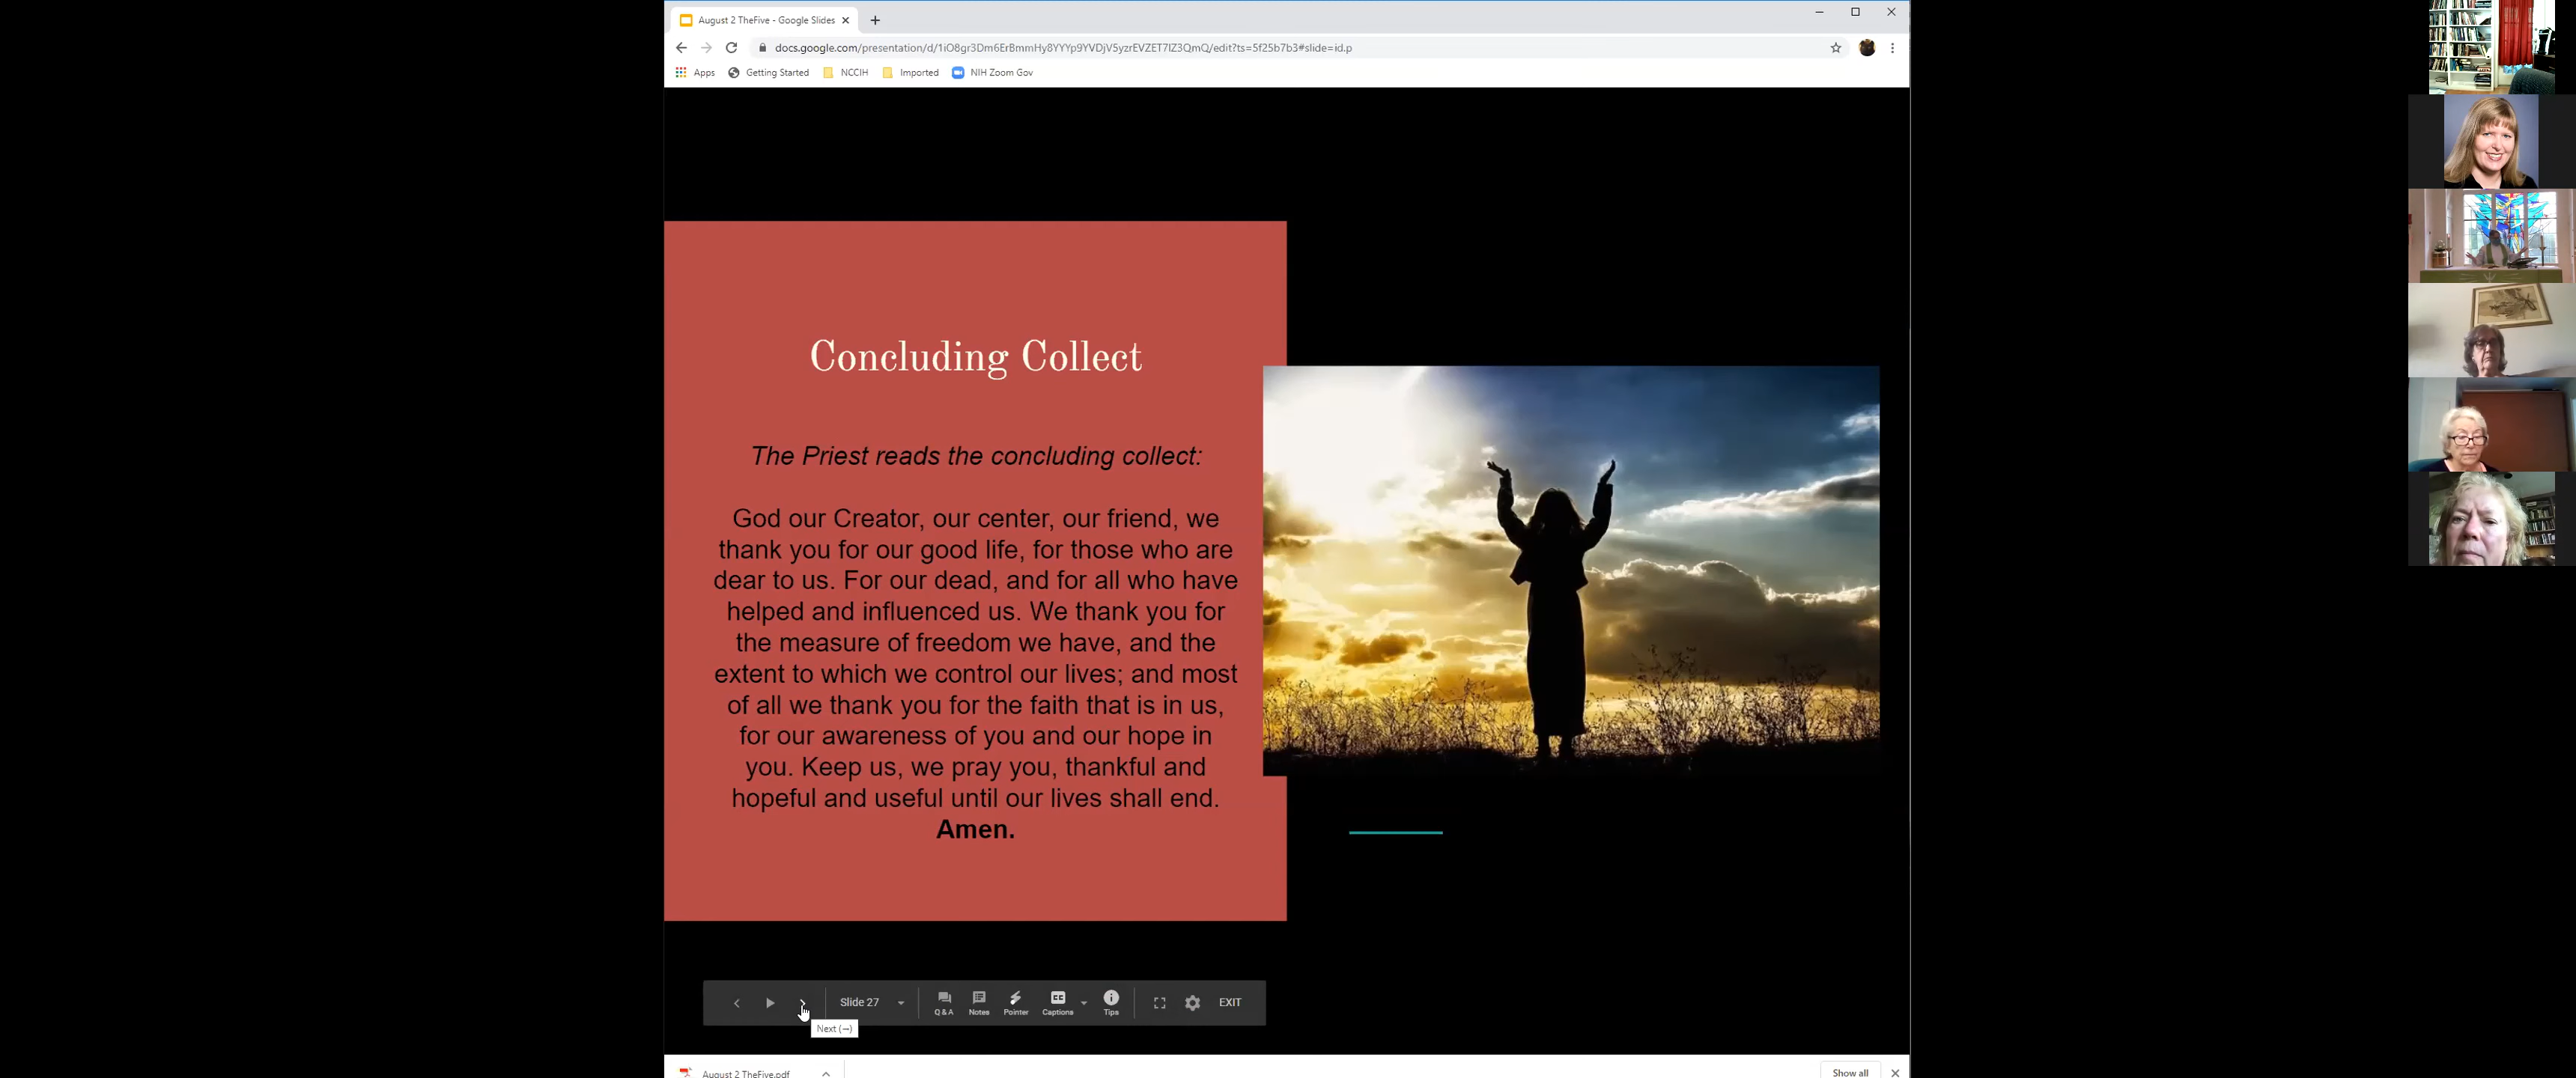 August 2 TheFive - Google Slides
docs.google.com/presentation/d/1iO8gr3Dm6ErBmmHy8YYYp9YVDjV5yzrEVZET7IZ3QmQ/edit?ts=5f25b7b3#slide=id.p
Apps Getting Started NCCIH Imported NIH Zoom Gov
Concluding Collect
The Priest reads the concluding collect:
God our Creator, our center, our friend, we
thank you for our good life, for those who are
dear to us. For our dead, and for all who have
helped and influenced us. We thank you for
the measure of freedom we have, and the
extent to which we control our lives; and most
of all we thank you for the faith that is in us,
for our awareness of you and our hope in
you. Keep us, we pray you, thankful and
hopeful and useful until our lives shall end.
Amen.
Slide 27 Q & A Notes Pointer Captions Tips EXIT
Next (→)
August 2 TheFive.pdf Show all